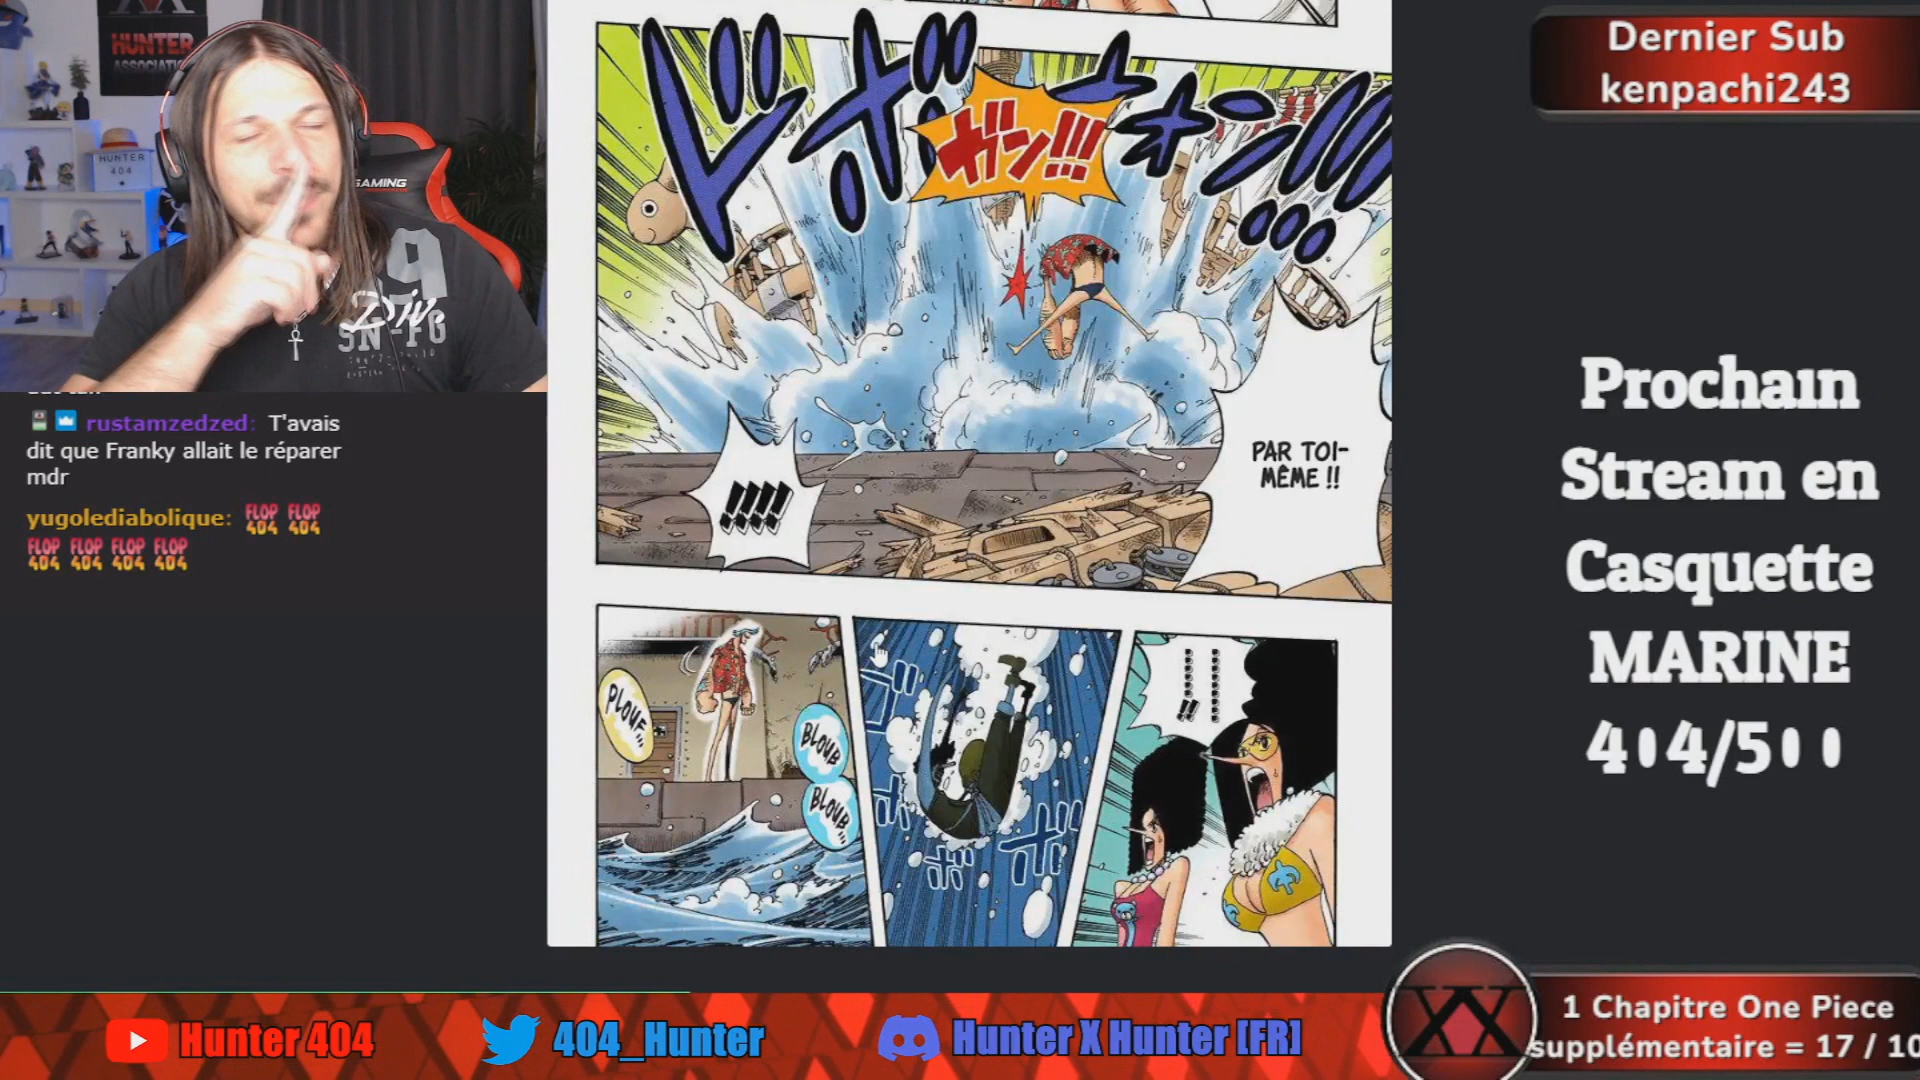 HUNTER
ASSOCIATION
HUNTER
404
GAMING
Dernier Sub
kenpachi243
rustamzedzed: T'avais
dit que Franky allait le réparer
mdr
yugolediabolique: FLOP 404 FLOP 404
FLOP 404 FLOP 404 FLOP 404 FLOP 404
ドボォオン!!!
ガン!!!
PAR TOI-
MÊME !!
!!!!
PLOUF...
BLOUB
BLOUB...
!!
Prochain
Stream en
Casquette
MARINE
404/500
Hunter 404
404_Hunter
Hunter X Hunter [FR]
1 Chapitre One Piece
supplémentaire = 17 / 10